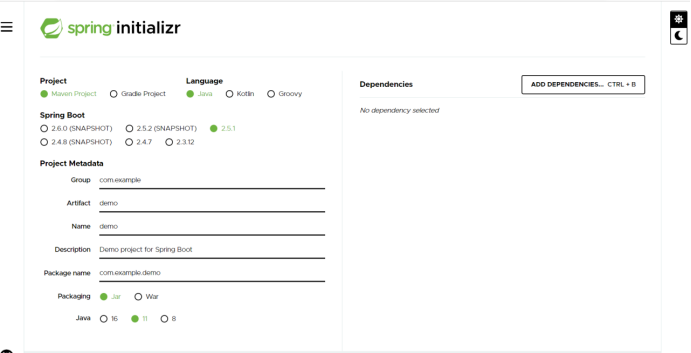 spring initializr
Project
Maven Project Gradle Project
Language
Java Kotlin Groovy
Spring Boot
2.6.0 (SNAPSHOT) 2.5.2 (SNAPSHOT) 2.5.1
2.4.8 (SNAPSHOT) 2.4.7 2.3.12
Project Metadata
Group com.example
Artifact demo
Name demo
Description Demo project for Spring Boot
Package name com.example.demo
Packaging Jar War
Java 16 11 8
Dependencies
ADD DEPENDENCIES... CTRL + B
No dependency selected